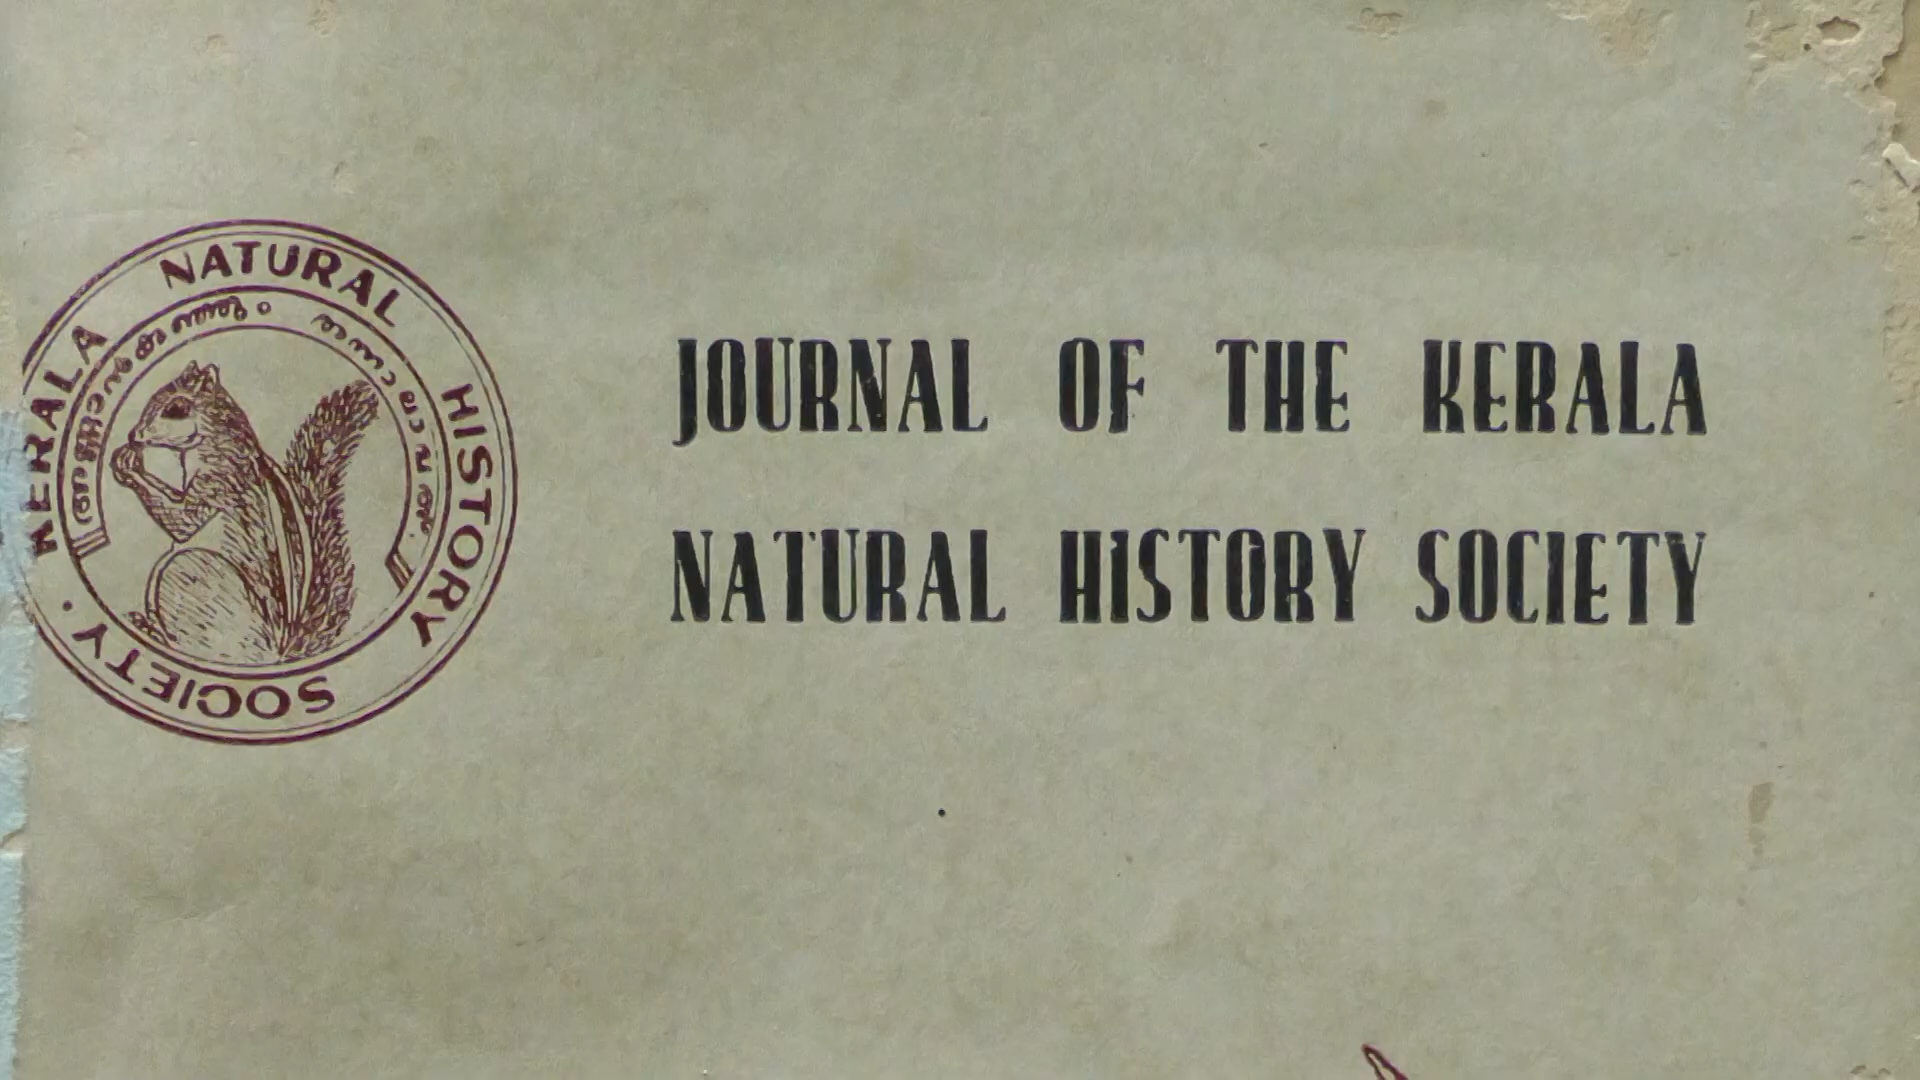 KERALA NATURAL HISTORY SOCIETY .
JOURNAL OF THE KERALA
NATURAL HISTORY SOCIETY